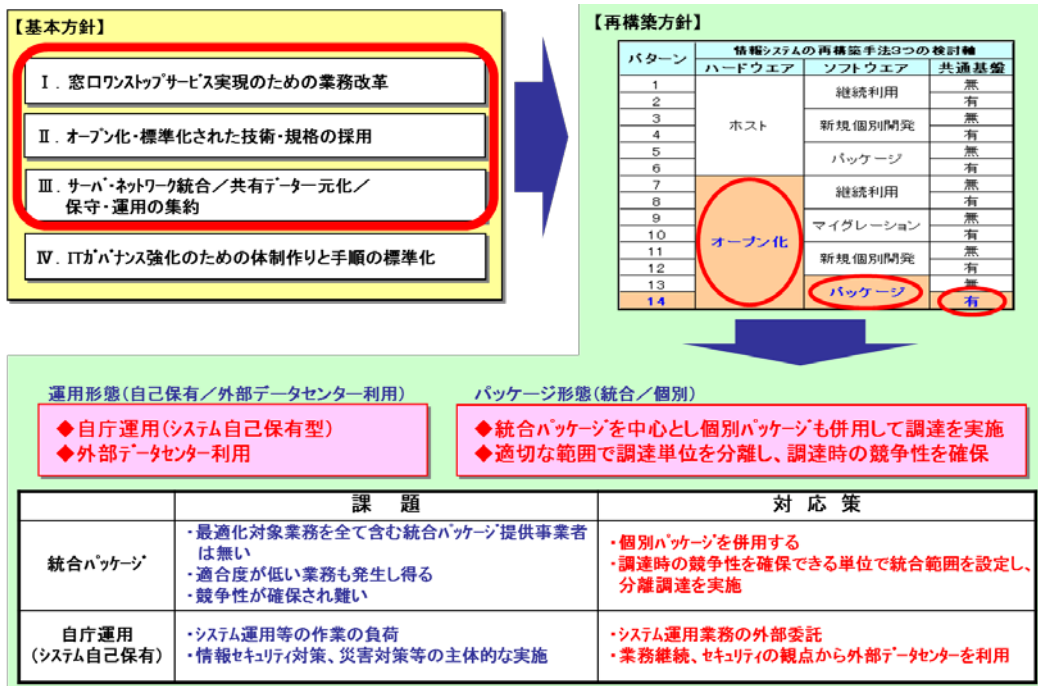 【基本方針】
Ⅰ．窓口ワンストップサービス実現のための業務改革
Ⅱ．オープン化・標準化された技術・規格の採用
Ⅲ．サーバ・ネットワーク統合／共有データ一元化／
保守・運用の集約
Ⅳ．ITガバナンス強化のための体制作りと手順の標準化
【再構築方針】
パターン 情報システムの再構築手法3つの検討軸
ハードウエア ソフトウエア 共通基盤
1 ホスト 継続利用 無
2 有
3 新規個別開発 無
4 有
5 パッケージ 無
6 有
7 オープン化 継続利用 無
8 有
9 マイグレーション 無
10 有
11 新規個別開発 無
12 有
13 パッケージ 無
14 有
運用形態(自己保有／外部データセンター利用)
◆自庁運用(システム自己保有型)
◆外部データセンター利用
パッケージ形態(統合／個別)
◆統合パッケージを中心とし個別パッケージも併用して調達を実施
◆適切な範囲で調達単位を分離し、調達時の競争性を確保
課 題 対 応 策
統合パッケージ
・最適化対象業務を全て含む統合パッケージ提供事業者
は無い
・適合度が低い業務も発生し得る
・競争性が確保され難い
・個別パッケージを併用する
・調達時の競争性を確保できる単位で統合範囲を設定し、
分離調達を実施
自庁運用
(システム自己保有)
・システム運用等の作業の負荷
・情報セキュリティ対策、災害対策等の主体的な実施
・システム運用業務の外部委託
・業務継続、セキュリティの観点から外部データセンターを利用